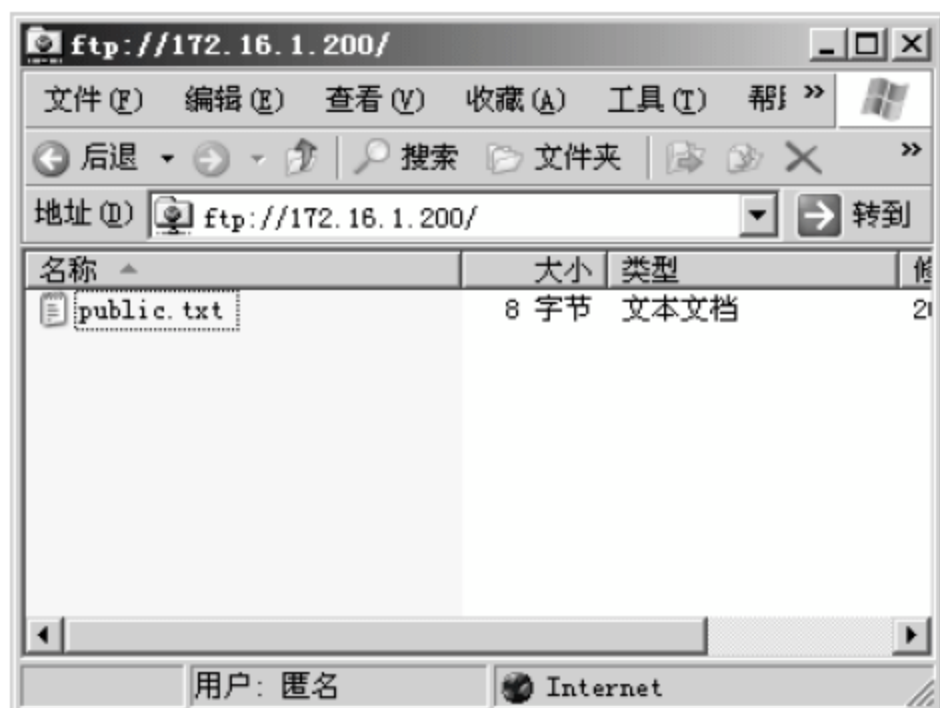 ftp://172.16.1.200/
文件(F) 编辑(E) 查看(V) 收藏(A) 工具(T) »
后退 搜索 文件夹 »
地址(D) ftp://172.16.1.200/ 转到
名称 大小 类型
public.txt 8 字节 文本文档
用户: 匿名 Internet